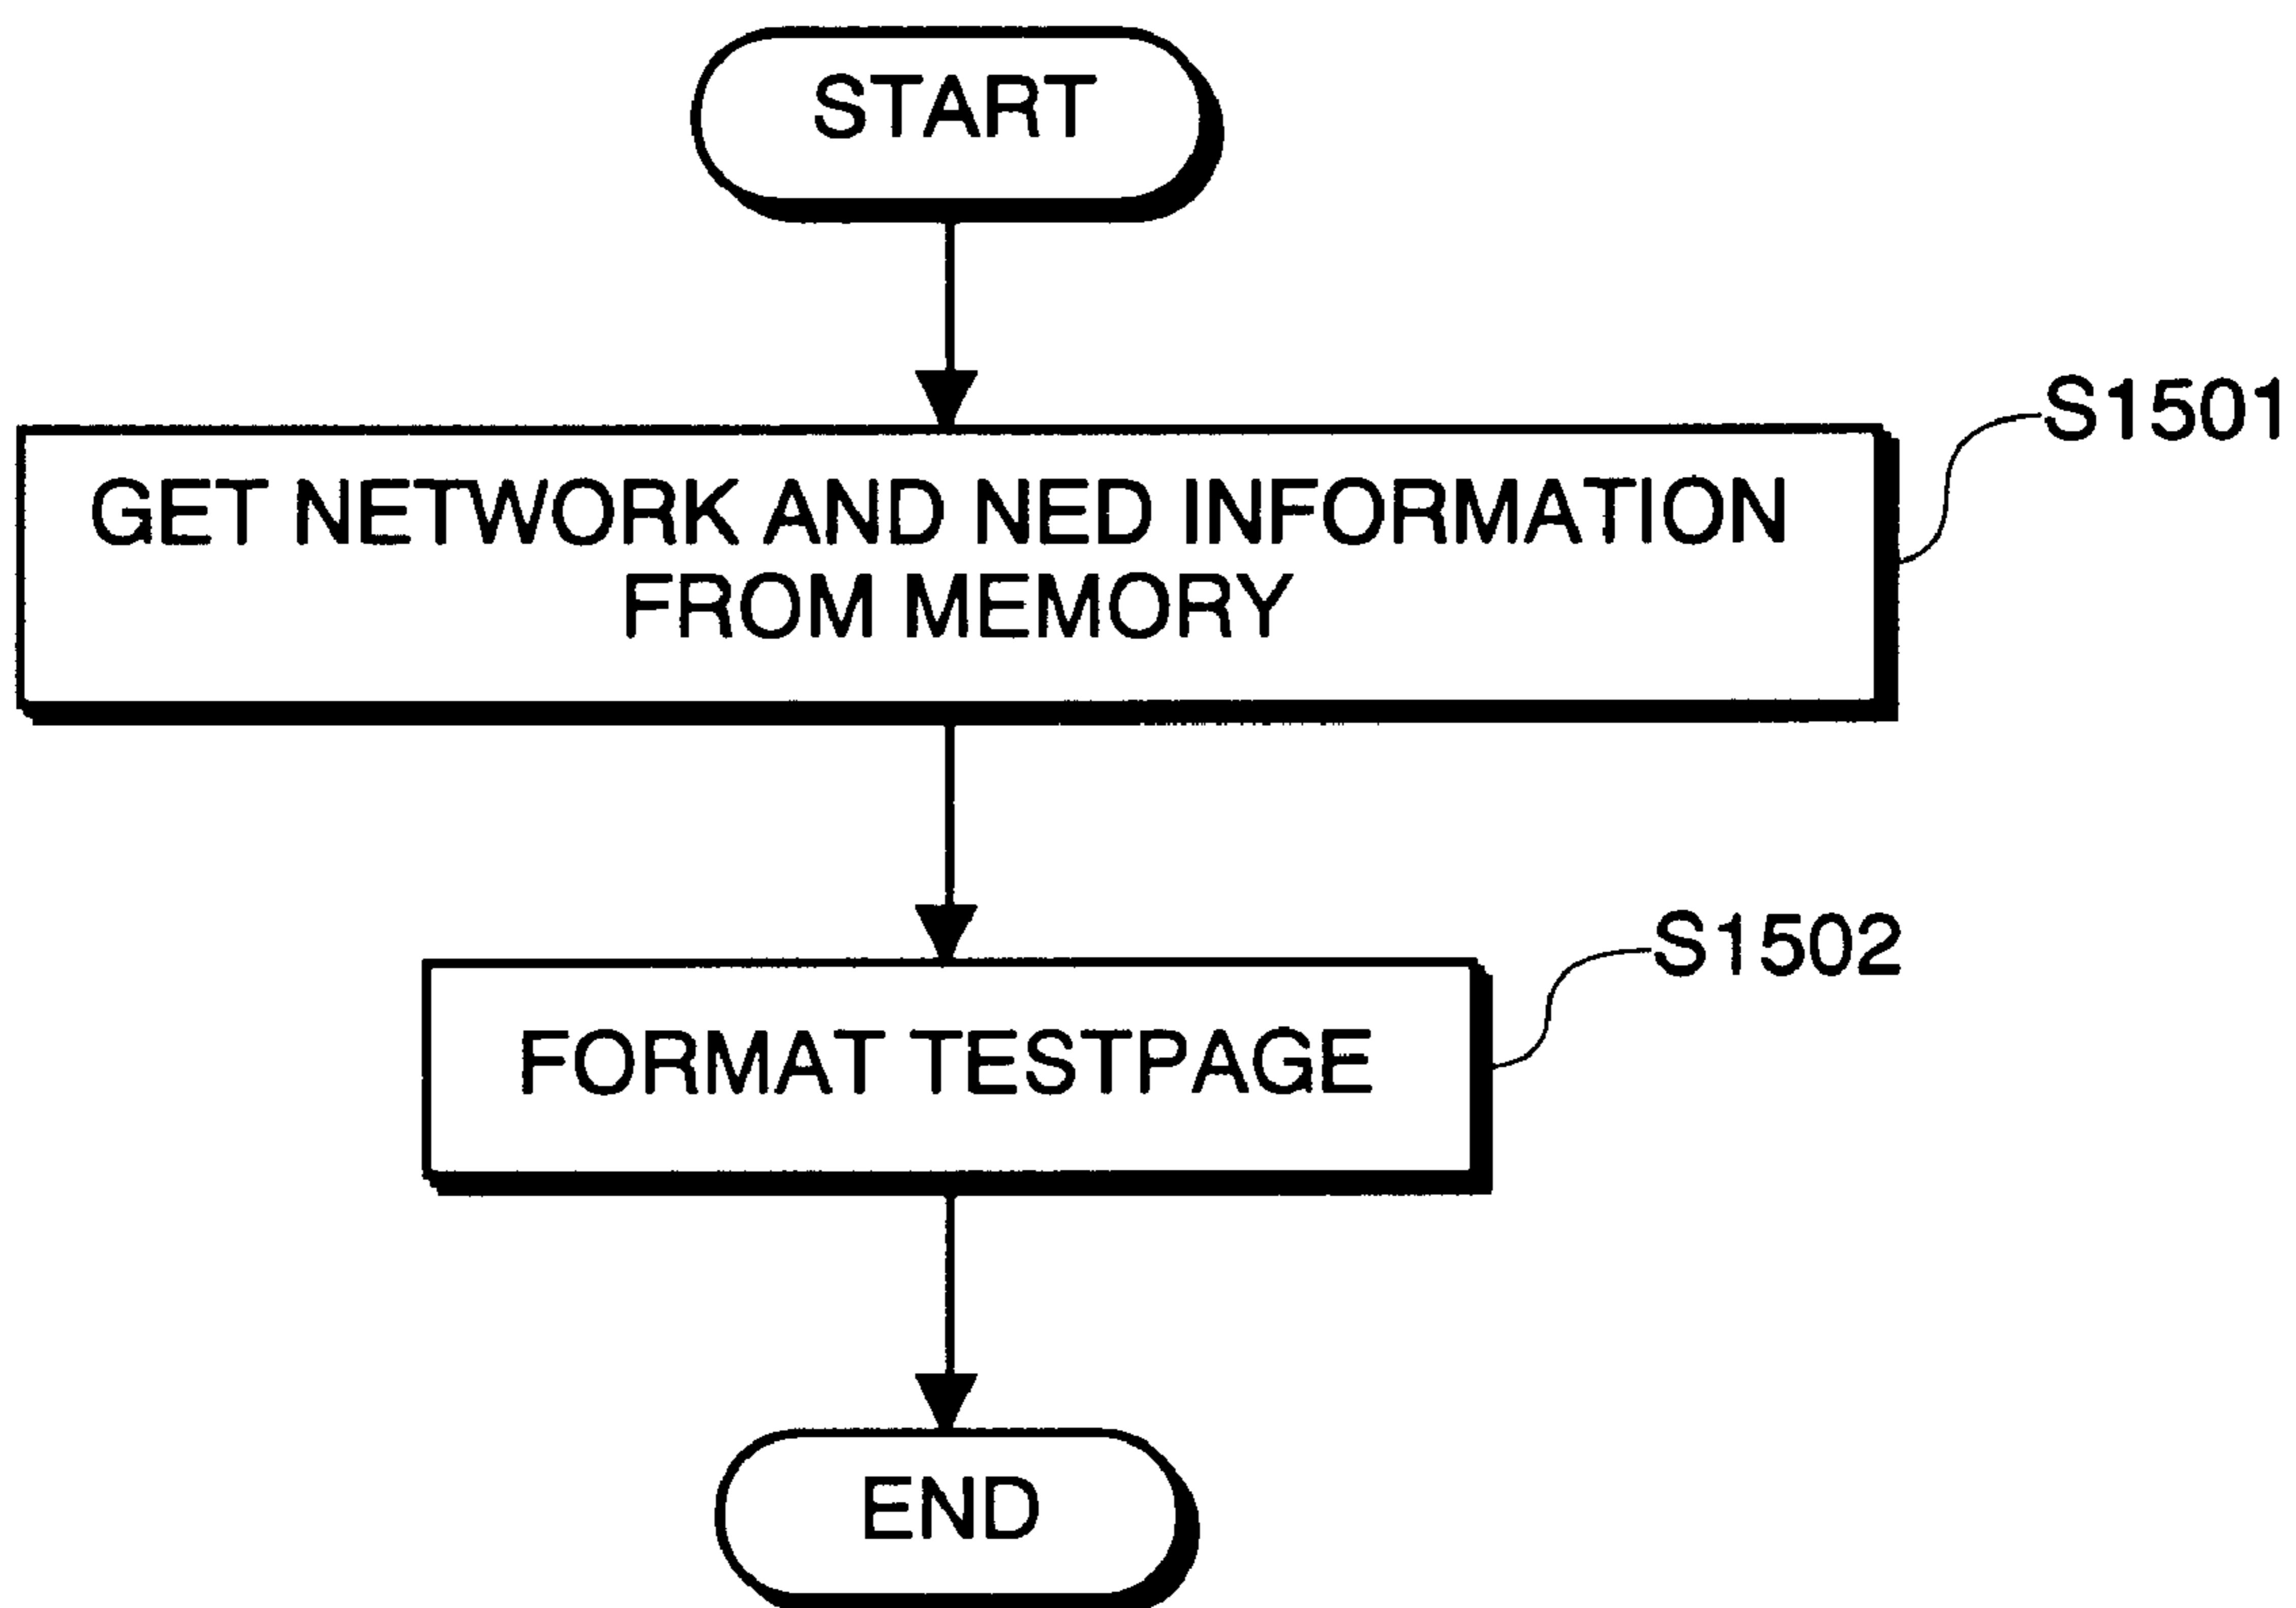 START
S1501
GET NETWORK AND NED INFORMATION
FROM MEMORY
S1502
FORMAT TESTPAGE
END